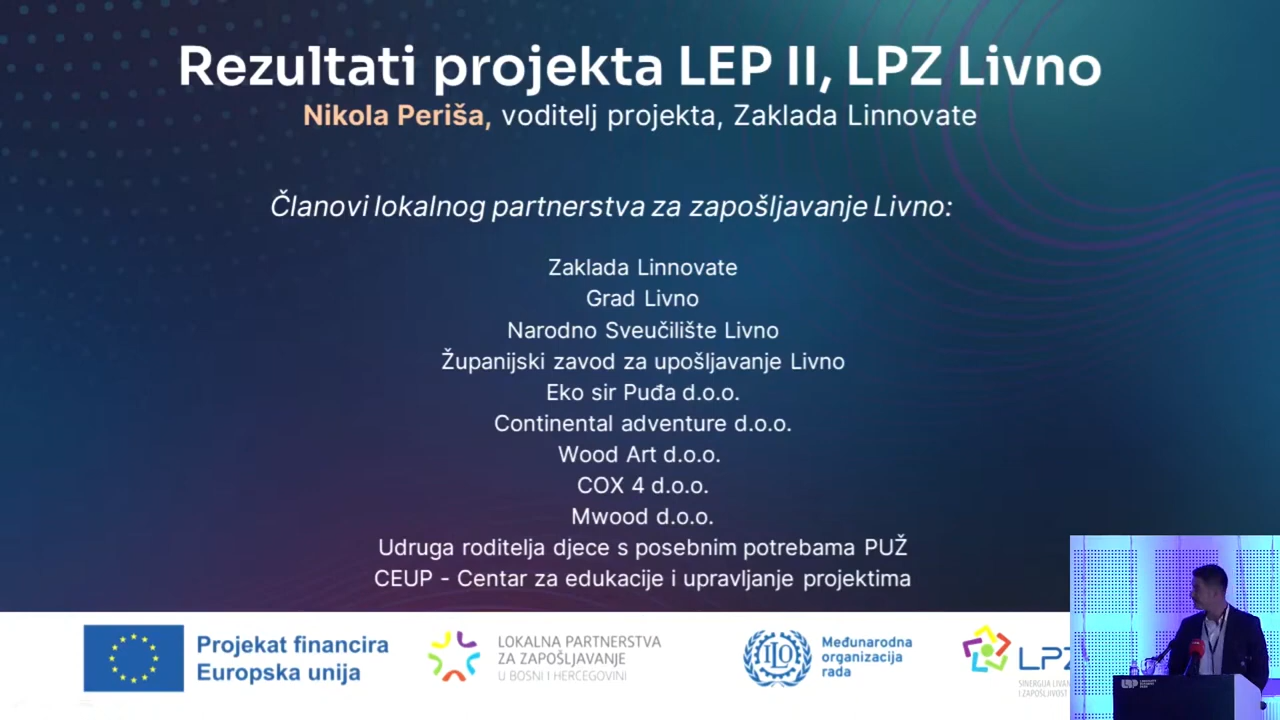 Rezultati projekta LEP II, LPZ Livno
Nikola Periša, voditelj projekta, Zaklada Linnovate
Članovi lokalnog partnerstva za zapošljavanje Livno:
Zaklada Linnovate
Grad Livno
Narodno Sveučilište Livno
Županijski zavod za upošljavanje Livno
Eko sir Puđa d.o.o.
Continental adventure d.o.o.
Wood Art d.o.o.
COX 4 d.o.o.
Mwood d.o.o.
Udruga roditelja djece s posebnim potrebama PUŽ
CEUP - Centar za edukacije i upravljanje projektima
Projekat financira
Europska unija
LOKALNA PARTNERSTVA
ZA ZAPOŠLJAVANJE
U BOSNI I HERCEGOVINI
ILO
Međunarodna
organizacija
rada
LPZ
SINERGIJA
I ZAPOŠLJIVOST